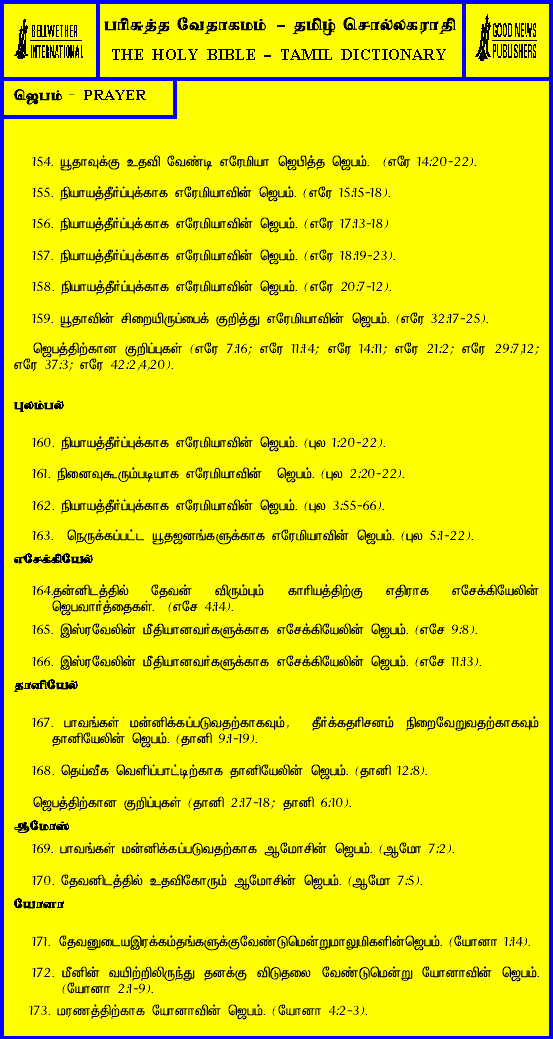 BELLWETHER
INTERNATIONAL
பரிசுத்த வேதாகமம் - தமிழ் சொல்லகராதி
THE HOLY BIBLE - TAMIL DICTIONARY
GOOD NEWS
PUBLISHERS
ஜெபம் - PRAYER
154. யூதாவுக்கு உதவி வேண்டி எரேமியா ஜெபித்த ஜெபம். (எரே 14:20-22).
155. நியாயத்தீர்ப்புக்காக எரேமியாவின் ஜெபம். (எரே 15:15-18).
156. நியாயத்தீர்ப்புக்காக எரேமியாவின் ஜெபம். (எரே 17:13-18)
157. நியாயத்தீர்ப்புக்காக எரேமியாவின் ஜெபம். (எரே 18:19-23).
158. நியாயத்தீர்ப்புக்காக எரேமியாவின் ஜெபம். (எரே 20:7-12).
159. யூதாவின் சிறையிருப்பைக் குறித்து எரேமியாவின் ஜெபம். (எரே 32:17-25).
ஜெபத்திற்கான குறிப்புகள் (எரே 7:16; எரே 11:14; எரே 14:11; எரே 21:2; எரே 29:7,12;
எரே 37:3; எரே 42:2,4,20).
புலம்பல்
160. நியாயத்தீர்ப்புக்காக எரேமியாவின் ஜெபம். (புல 1:20-22).
161. நினைவுகூரும்படியாக எரேமியாவின் ஜெபம். (புல 2:20-22).
162. நியாயத்தீர்ப்புக்காக எரேமியாவின் ஜெபம். (புல 3:55-66).
163. நெருக்கப்பட்ட யூதஜனங்களுக்காக எரேமியாவின் ஜெபம். (புல 5:1-22).
எசேக்கியேல்
164.தன்னிடத்தில் தேவன் விரும்பும் காரியத்திற்கு எதிராக எசேக்கியேலின்
ஜெபவார்த்தைகள். (எசே 4:14).
165. இஸ்ரவேலின் மீதியானவர்களுக்காக எசேக்கியேலின் ஜெபம். (எசே 9:8).
166. இஸ்ரவேலின் மீதியானவர்களுக்காக எசேக்கியேலின் ஜெபம். (எசே 11:13).
தானியேல்
167. பாவங்கள் மன்னிக்கப்படுவதற்காகவும், தீர்க்கதரிசனம் நிறைவேறுவதற்காகவும்
தானியேலின் ஜெபம். (தானி 9:1-19).
168. தெய்வீக வெளிப்பாட்டிற்காக தானியேலின் ஜெபம். (தானி 12:8).
ஜெபத்திற்கான குறிப்புகள் (தானி 2:17-18; தானி 6:10).
ஆமோஸ்
169. பாவங்கள் மன்னிக்கப்படுவதற்காக ஆமோசின் ஜெபம். (ஆமோ 7:2).
170. தேவனிடத்தில் உதவிகோரும் ஆமோசின் ஜெபம். (ஆமோ 7:5).
யோனா
171. தேவனுடையஇரக்கம்தங்களுக்குவேண்டுமென்றுமாலுமிகளின்ஜெபம். (யோனா 1:14).
172. மீனின் வயிற்றிலிருந்து தனக்கு விடுதலை வேண்டுமென்று யோனாவின் ஜெபம்.
(யோனா 2:1-9).
173. மரணத்திற்காக யோனாவின் ஜெபம். (யோனா 4:2-3).